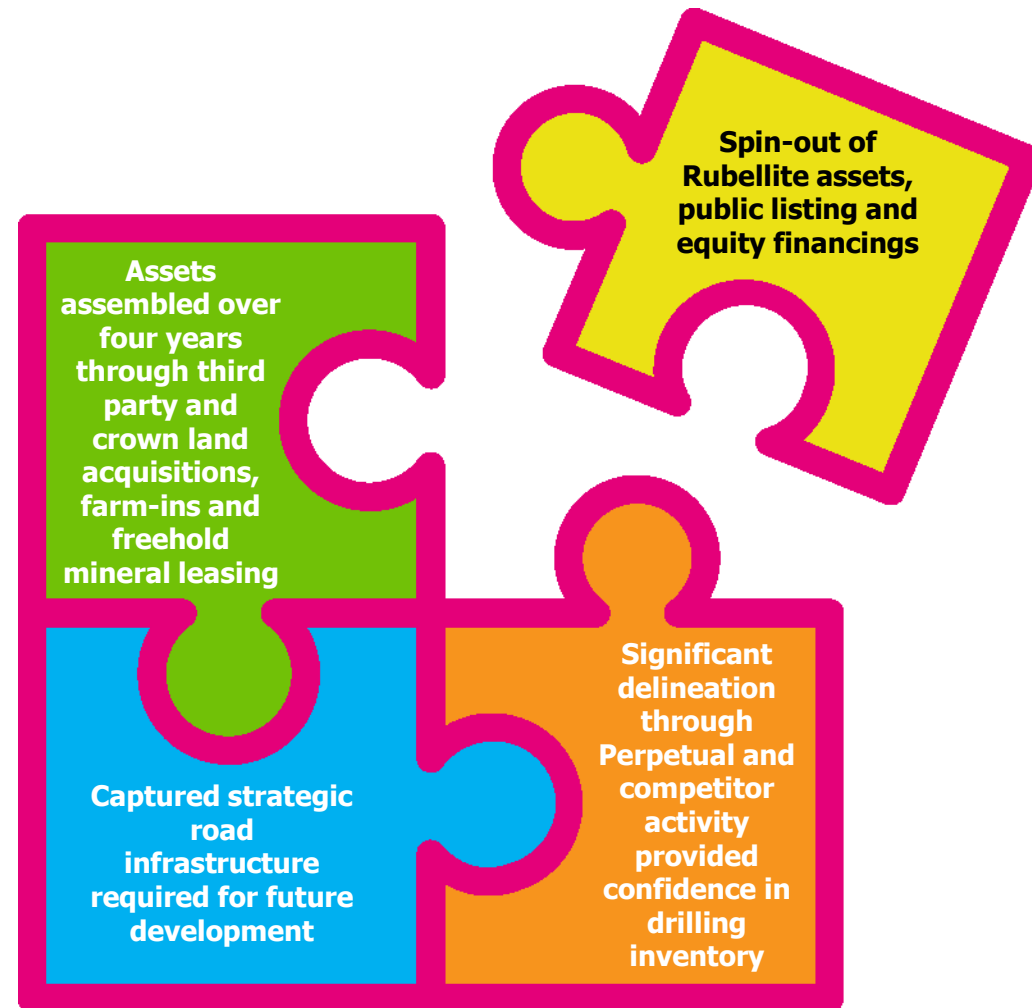 Assets
assembled over
four years
through third
party and
crown land
acquisitions,
farm-ins and
freehold
mineral leasing
Spin-out of
Rubellite assets,
public listing and
equity financings
Captured strategic
road
infrastructure
required for future
development
Significant
delineation
through
Perpetual and
competitor
activity
provided
confidence in
drilling
inventory